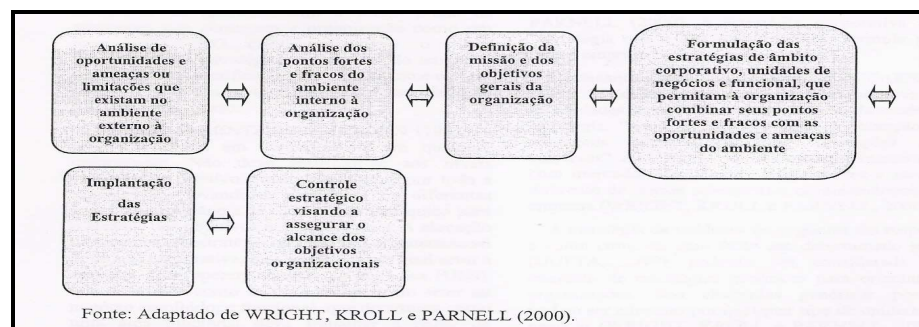 Análise de
oportunidades e
ameaças ou
limitações que
existam no
ambiente
externo à
organização
Análise dos
pontos fortes
e fracos do
ambiente
interno à
organização
Definição da
missão e dos
objetivos
gerais da
organização
Formulação das
estratégias de âmbito
corporativo, unidades de
negócios e funcional, que
permitam à organização
combinar seus pontos
fortes e fracos com as
oportunidades e ameaças
do ambiente
Implantação
das
Estratégias
Controle
estratégico
visando a
assegurar o
alcance dos
objetivos
organizacionais
Fonte: Adaptado de WRIGHT, KROLL e PARNELL (2000).